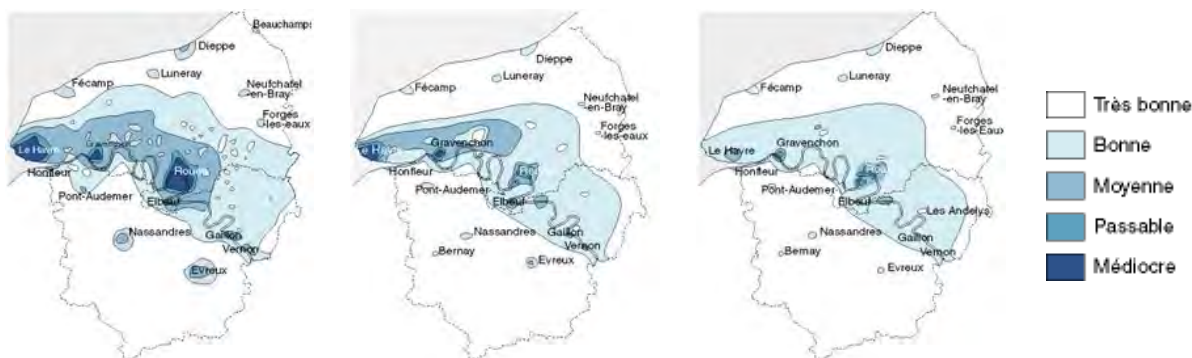 Beauchamps
Dieppe
Luneray
Fécamp
Neufchatel
-en-Bray
Forges
-les-eaux
Le Havre
Rouen
Honfleur
Pont-Audemer
Elbeuf
Nassandres
Gaillon
Vernon
Evreux
Dieppe
Luneray
Fécamp
Neufchatel
-en-Bray
Forges
-les-eaux
Gravenchon
Honfleur
Pont-Audemer
Elbeuf
Nassandres
Gaillon
Bernay
Vernon
Evreux
Dieppe
Luneray
Fécamp
Neufchatel
-en-Bray
Forges
-les-Eaux
Gravenchon
Le Havre
Honfleur
Pont-Audemer
Elbeuf
Les Andelys
Nassandres
Gaillon
Bernay
Vernon
Evreux
Très bonne
Bonne
Moyenne
Passable
Médiocre